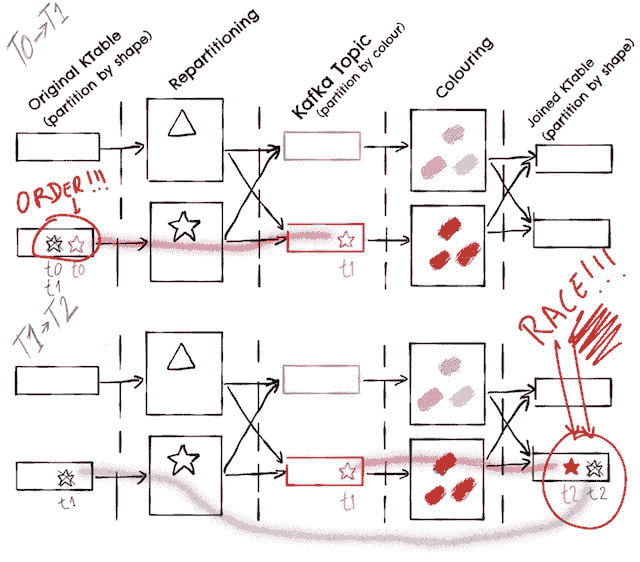 T0→T1
Original KTable
(partition by shape)
Repartitioning
Kafka Topic
(partition by colour)
Colouring
Joined KTable
(partition by shape)
ORDER!!!
t0 t0
t1
t1
T1→T2
RACE!!!
t1
t1
t2 t2